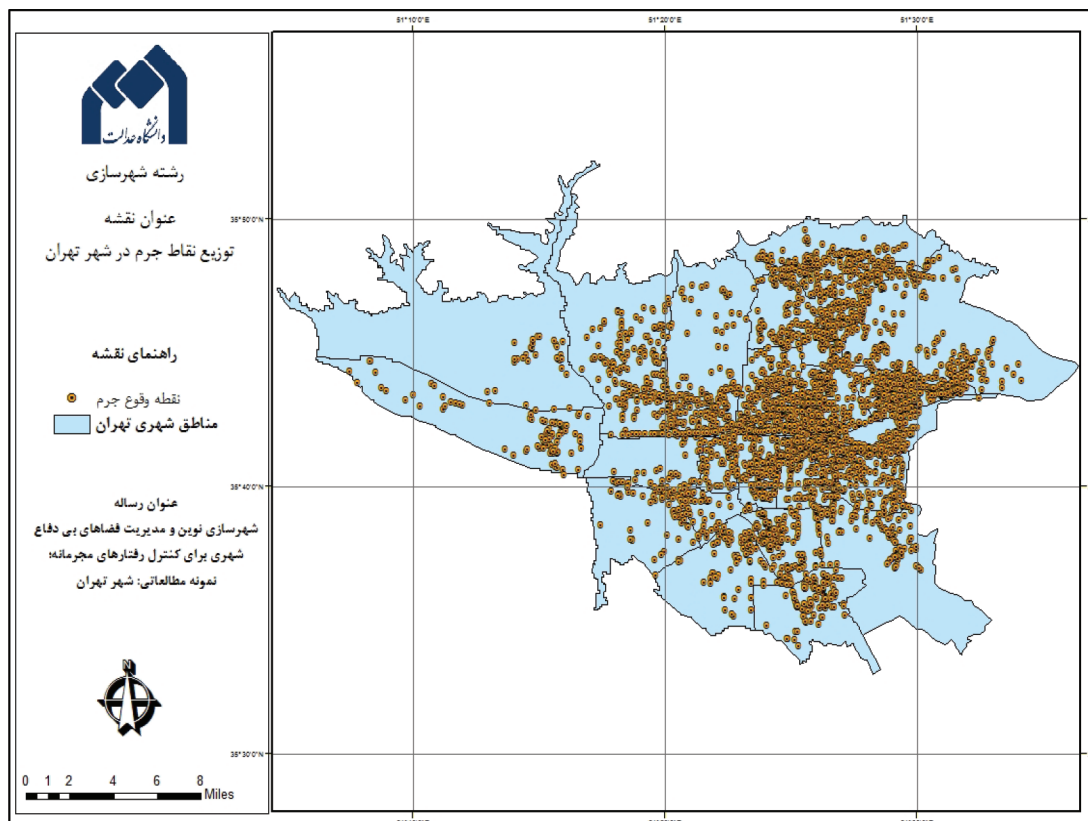 51°10'0"E 51°20'0"E 51°30'0"E
دانشگاه عدالت
رشته شهرسازی
عنوان نقشه
توزیع نقاط جرم در شهر تهران
راهنمای نقشه
نقطه وقوع جرم
مناطق شهری تهران
عنوان رساله
شهرسازی نوین و مدیریت فضاهای بی دفاع
شهری برای کنترل رفتارهای مجرمانه؛
نمونه مطالعاتی: شهر تهران
N
0 1 2 4 6 8
Miles
35°50'0"N
35°40'0"N
35°30'0"N